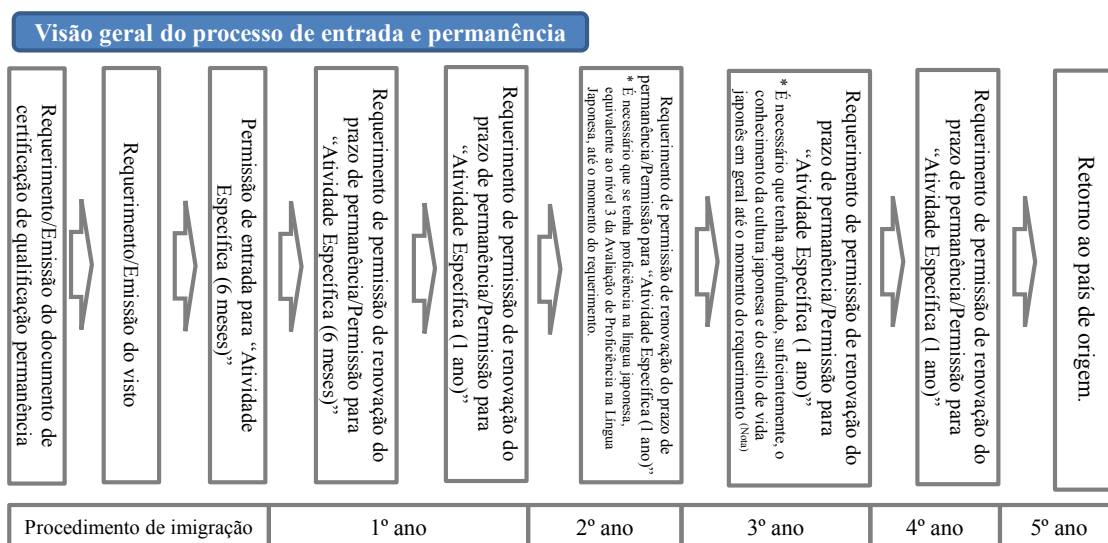 Visão geral do processo de entrada e permanência
Requerimento/Emissão do documento de
certificação de qualificação permanência
Requerimento/Emissão do visto
Permissão de entrada para “Atividade
Específica (6 meses)”
Requerimento de permissão de renovação do
prazo de permanência/Permissão para
“Atividade Específica (6 meses)”
Requerimento de permissão de renovação do
prazo de permanência/Permissão para
“Atividade Específica (1 ano)”
Requerimento de permissão de renovação do prazo de
permanência/Permissão para “Atividade Específica (1 ano)”
* É necessário que se tenha proficiência na língua japonesa,
equivalente ao nível 3 da Avaliação de Proficiência na Língua
Japonesa, até o momento do requerimento.
Requerimento de permissão de renovação do
prazo de permanência/Permissão para
“Atividade Específica (1 ano)”
* É necessário que tenha aprofundado, suficientemente, o
conhecimento da cultura japonesa e do estilo de vida
japonês em geral até o momento do requerimento (Nota)
Requerimento de permissão de renovação do
prazo de permanência/Permissão para
“Atividade Específica (1 ano)”
Retorno ao país de origem.
Procedimento de imigração
1º ano
2º ano
3º ano
4º ano
5º ano